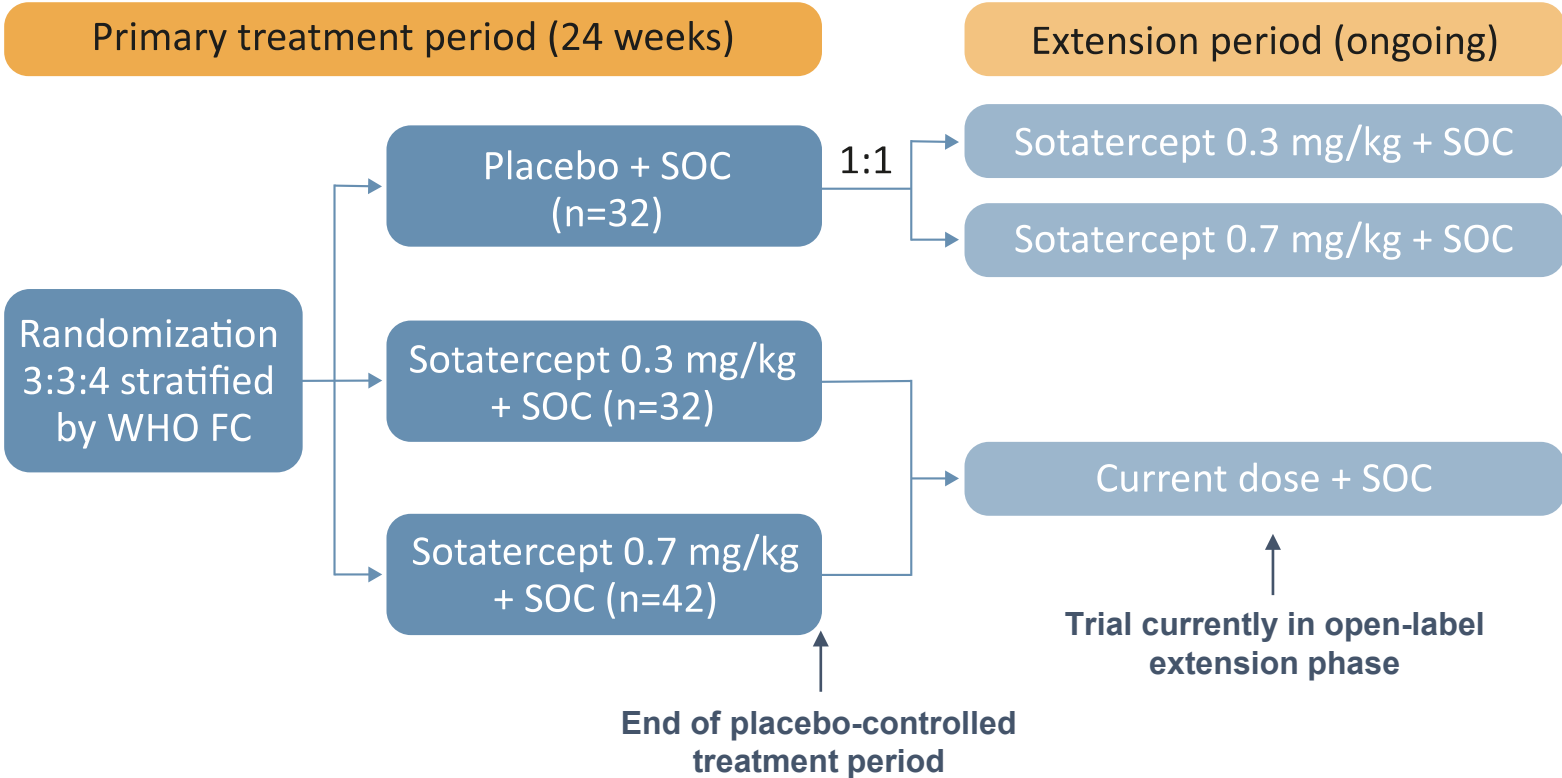 Primary treatment period (24 weeks)
Extension period (ongoing)
Placebo + SOC
(n=32)
1:1
Sotatercept 0.3 mg/kg + SOC
Sotatercept 0.7 mg/kg + SOC
Randomization
3:3:4 stratified
by WHO FC
Sotatercept 0.3 mg/kg
+ SOC (n=32)
Sotatercept 0.7 mg/kg
+ SOC (n=42)
Current dose + SOC
Trial currently in open-label
extension phase
End of placebo-controlled
treatment period